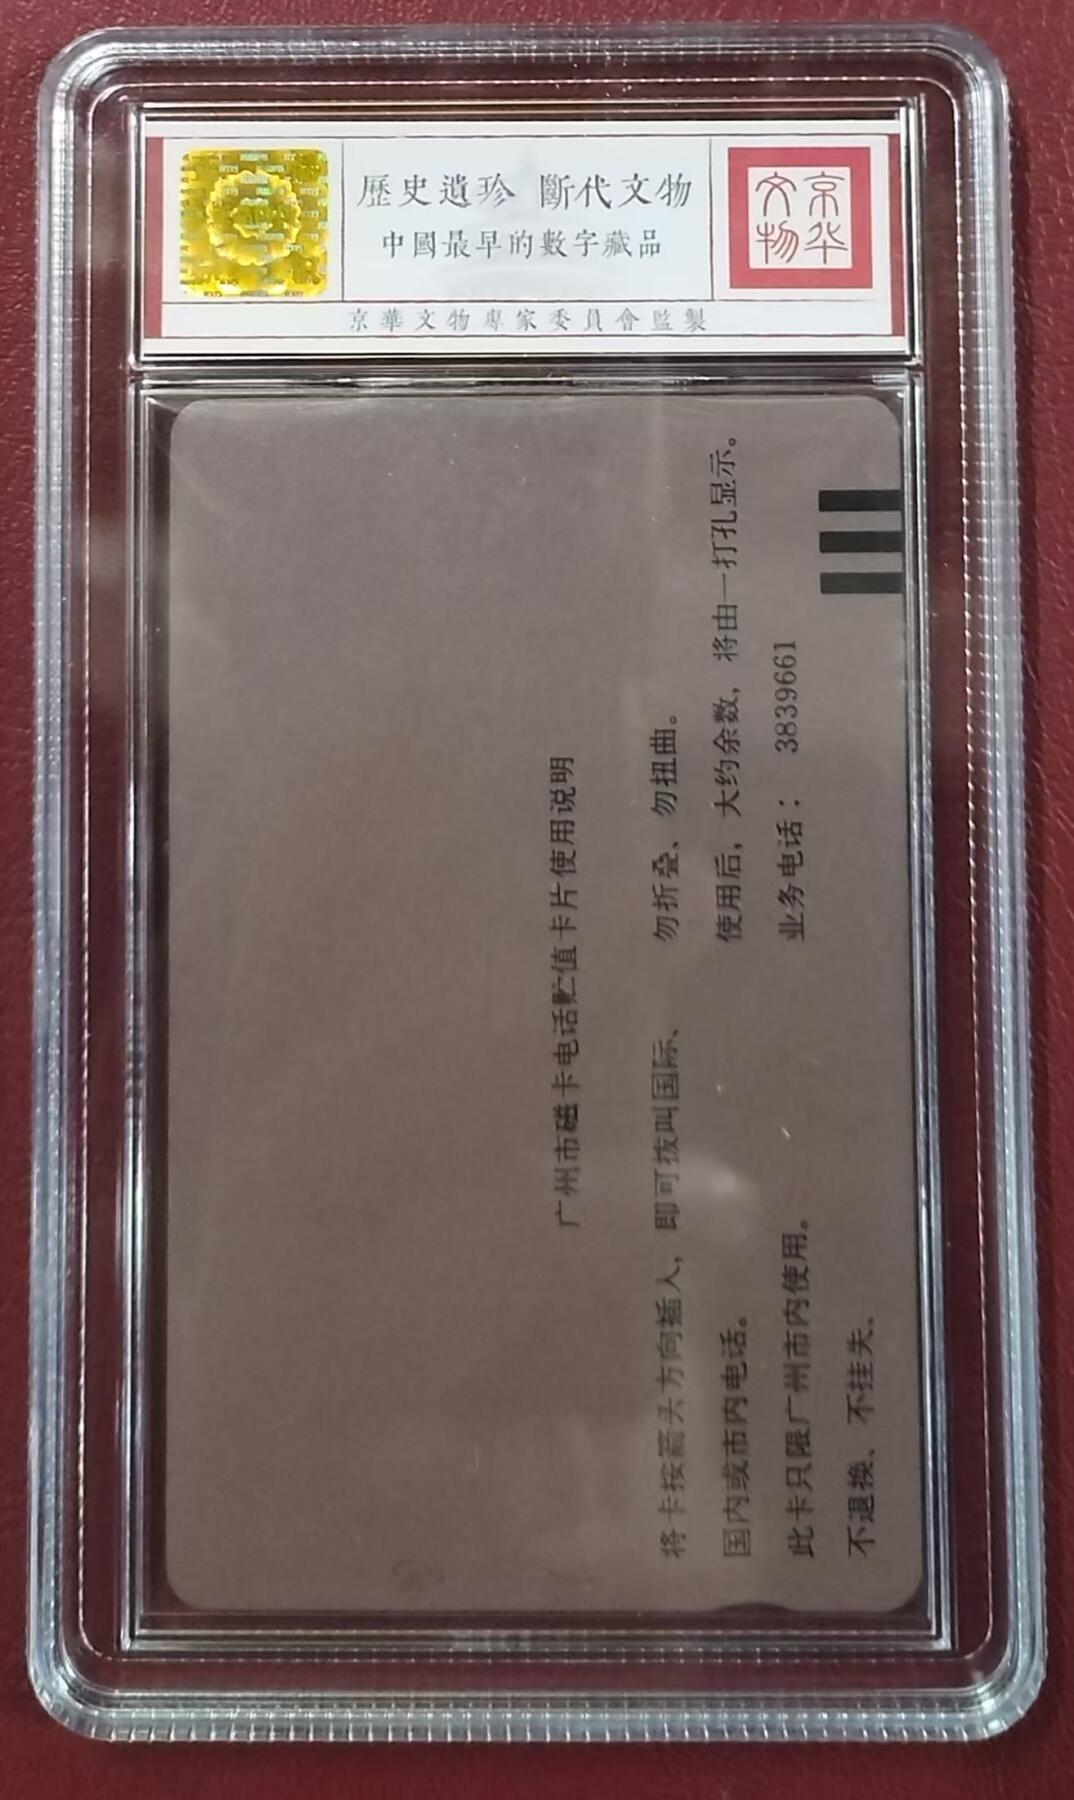 歷史遺珍 斷代文物
中國最早的數字藏品
京华
文物
京華文物專家委員會監製
广州市磁卡电话贮值卡片使用说明
将卡按箭头方向插入，即可拨叫国际、
国内或市内电话。
此卡只限广州市内使用。
不退换、不挂失、
勿折叠、勿扭曲。
使用后，大约余数，将由一打孔显示。
业务电话： 3839661